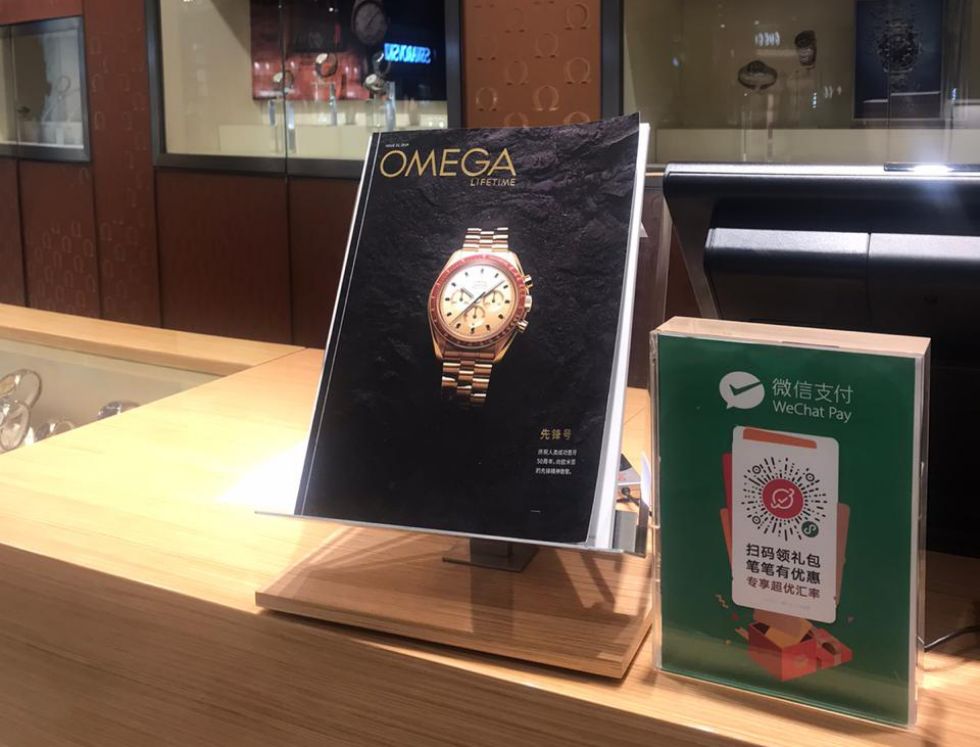 OMEGA
LIFETIME
先锋号
微信支付
WeChat Pay
扫码领礼包
笔笔有优惠
专享超优汇率